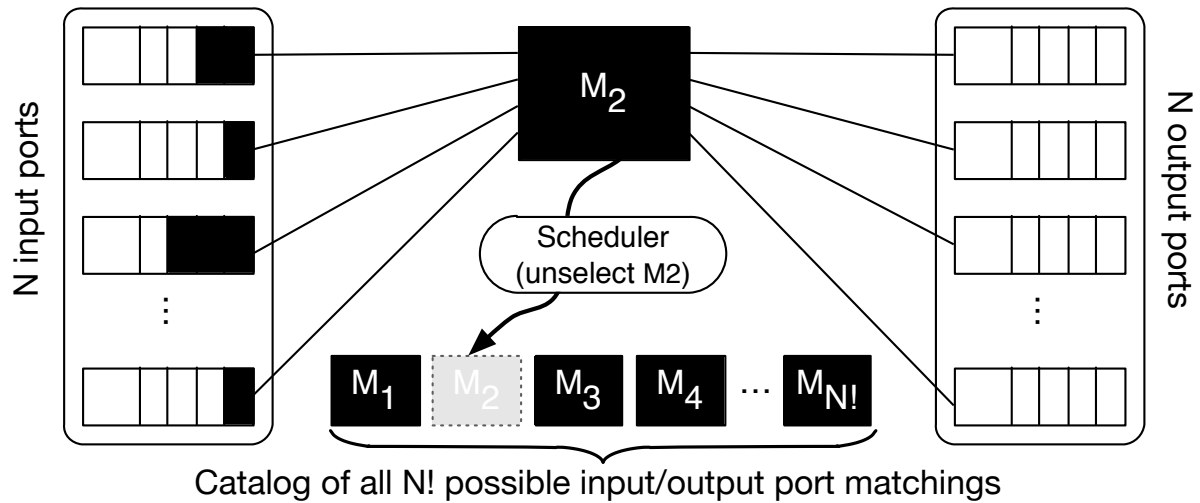 N input ports
M2
N output ports
Scheduler
(unselect M2)
⋮
⋮
M1 M2 M3 M4 ... MN!
Catalog of all N! possible input/output port matchings